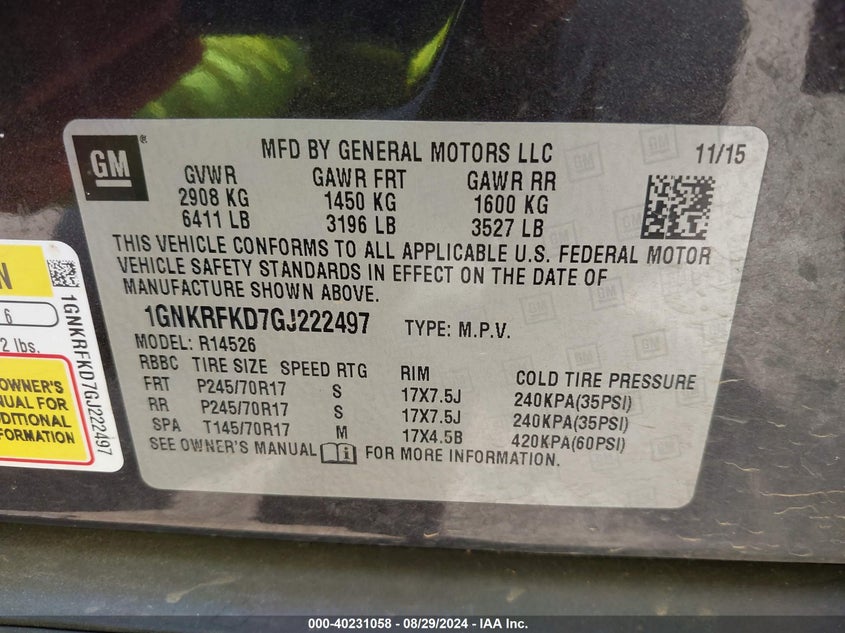 GM
MFD BY GENERAL MOTORS LLC 11/15
GVWR GAWR FRT GAWR RR
2908 KG 1450 KG 1600 KG
6411 LB 3196 LB 3527 LB
THIS VEHICLE CONFORMS TO ALL APPLICABLE U.S. FEDERAL MOTOR
VEHICLE SAFETY STANDARDS IN EFFECT ON THE DATE OF
MANUFACTURE SHOWN ABOVE.
1GNKRFKD7GJ222497 TYPE: M.P.V.
MODEL: R14526
RBBC TIRE SIZE SPEED RTG RIM COLD TIRE PRESSURE
FRT P245/70R17 S 17X7.5J 240KPA(35PSI)
RR P245/70R17 S 17X7.5J 240KPA(35PSI)
SPA T145/70R17 M 17X4.5B 420KPA(60PSI)
SEE OWNER'S MANUAL FOR MORE INFORMATION.
6
lbs.
OWNER'S
FOR
1GNKRFKD7GJ222497
000-40231058 - 08/29/2024 - IAA Inc.